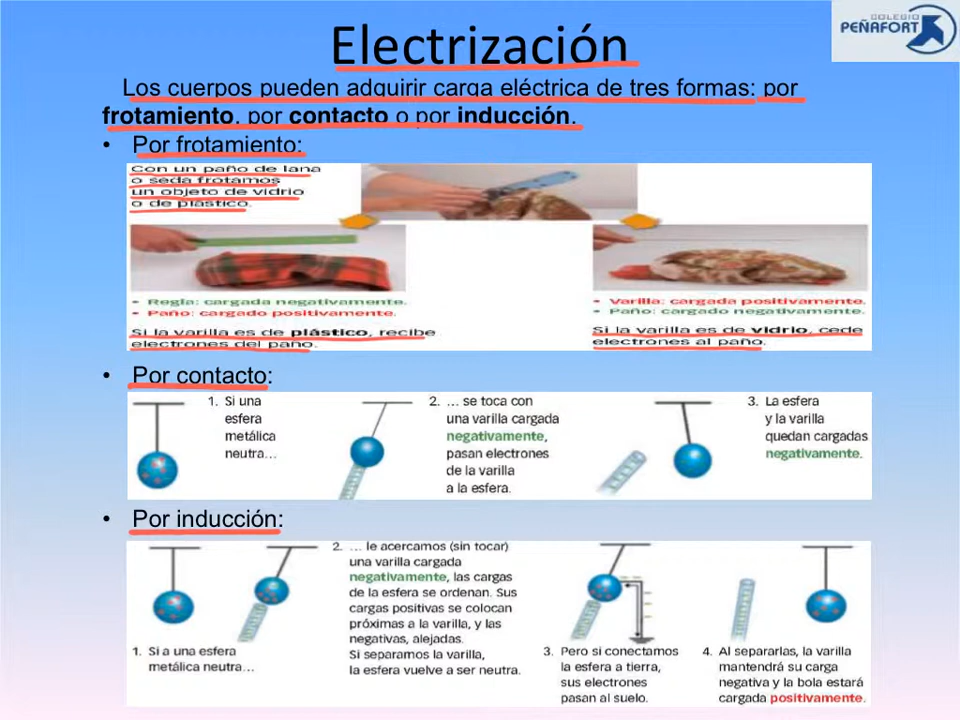 Electrización
COLEGIO
PEÑAFORT
Los cuerpos pueden adquirir carga eléctrica de tres formas: por
frotamiento, por contacto o por inducción.
• Por frotamiento:
Con un paño de lana
o seda frotamos
un objeto de vidrio
o de plástico.
• Regla: cargada negativamente.
• Paño: cargado positivamente.
Si la varilla es de plástico, recibe
electrones del paño.
• Varilla: cargada positivamente.
• Paño: cargado negativamente.
Si la varilla es de vidrio, cede
electrones al paño.
• Por contacto:
1. Si una
esfera
metálica
neutra...
2. ... se toca con
una varilla cargada
negativamente,
pasan electrones
de la varilla
a la esfera.
3. La esfera
y la varilla
quedan cargadas
negativamente.
• Por inducción:
1. Si a una esfera
metálica neutra...
2. ... le acercamos (sin tocar)
una varilla cargada
negativamente, las cargas
de la esfera se ordenan. Sus
cargas positivas se colocan
próximas a la varilla, y las
negativas, alejadas.
Si separamos la varilla,
la esfera vuelve a ser neutra.
3. Pero si conectamos
la esfera a tierra,
sus electrones
pasan al suelo.
4. Al separarlas, la varilla
mantendrá su carga
negativa y la bola estará
cargada positivamente.